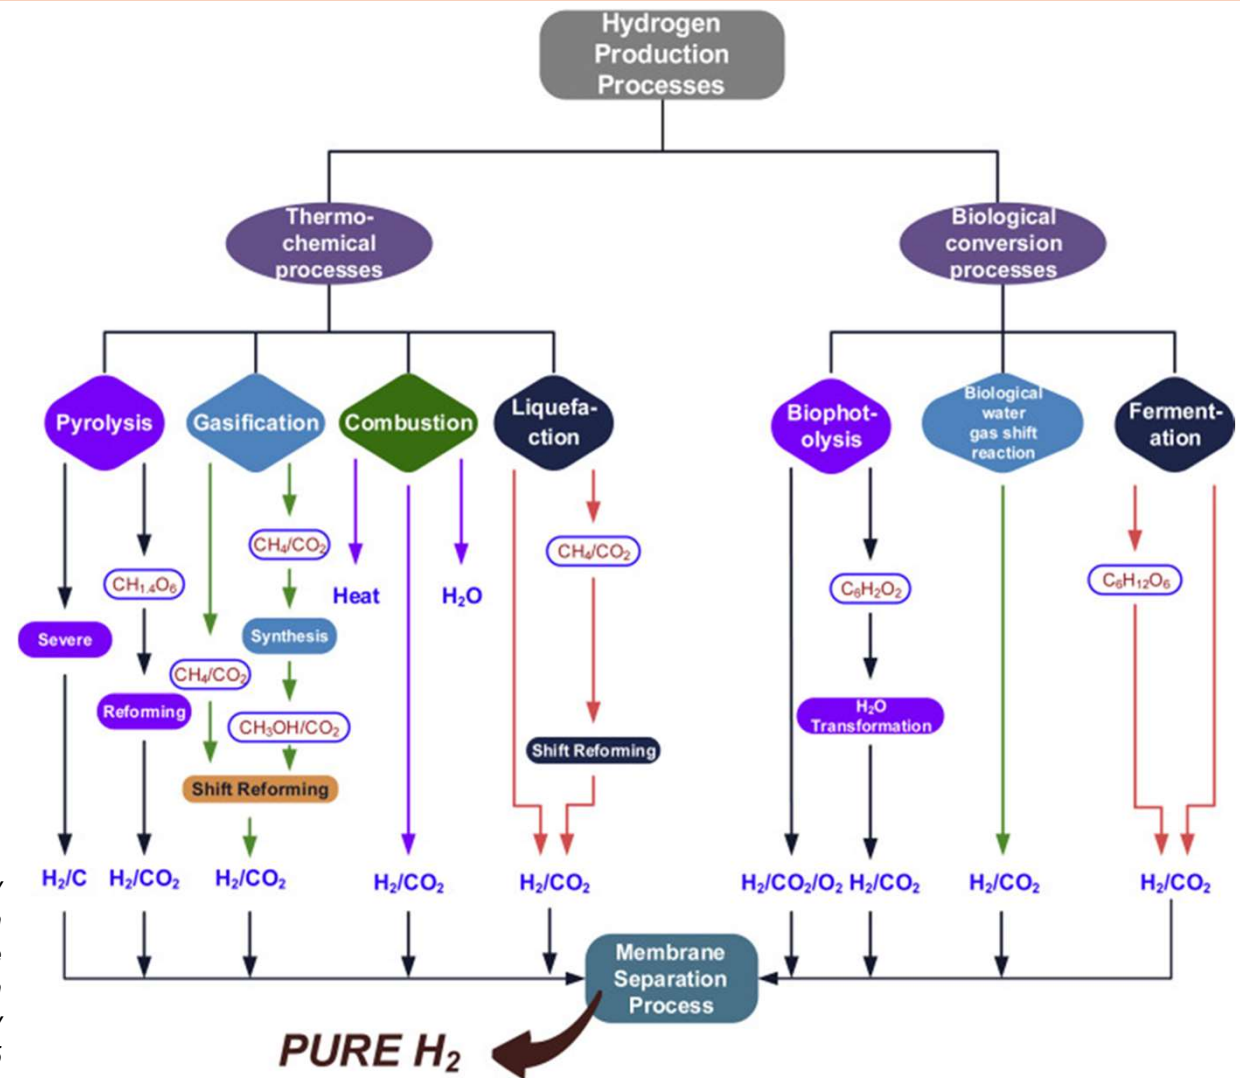 Hydrogen
Production
Processes
Thermo-
chemical
processes
Biological
conversion
processes
Pyrolysis
Gasification
Combustion
Liquefa-
ction
Biophot-
olysis
Biological
water
gas shift
reaction
Ferment-
ation
CH₄/CO₂
CH₄/CO₂
CH₁.₄O₆
C₆H₂O₂
C₆H₁₂O₆
Heat
H₂O
Severe
Synthesis
CH₄/CO₂
Reforming
CH₃OH/CO₂
H₂O
Transformation
Shift Reforming
Shift Reforming
H₂/C
H₂/CO₂
H₂/CO₂
H₂/CO₂
H₂/CO₂
H₂/CO₂/O₂
H₂/CO₂
H₂/CO₂
H₂/CO₂
Membrane
Separation
Process
PURE H₂